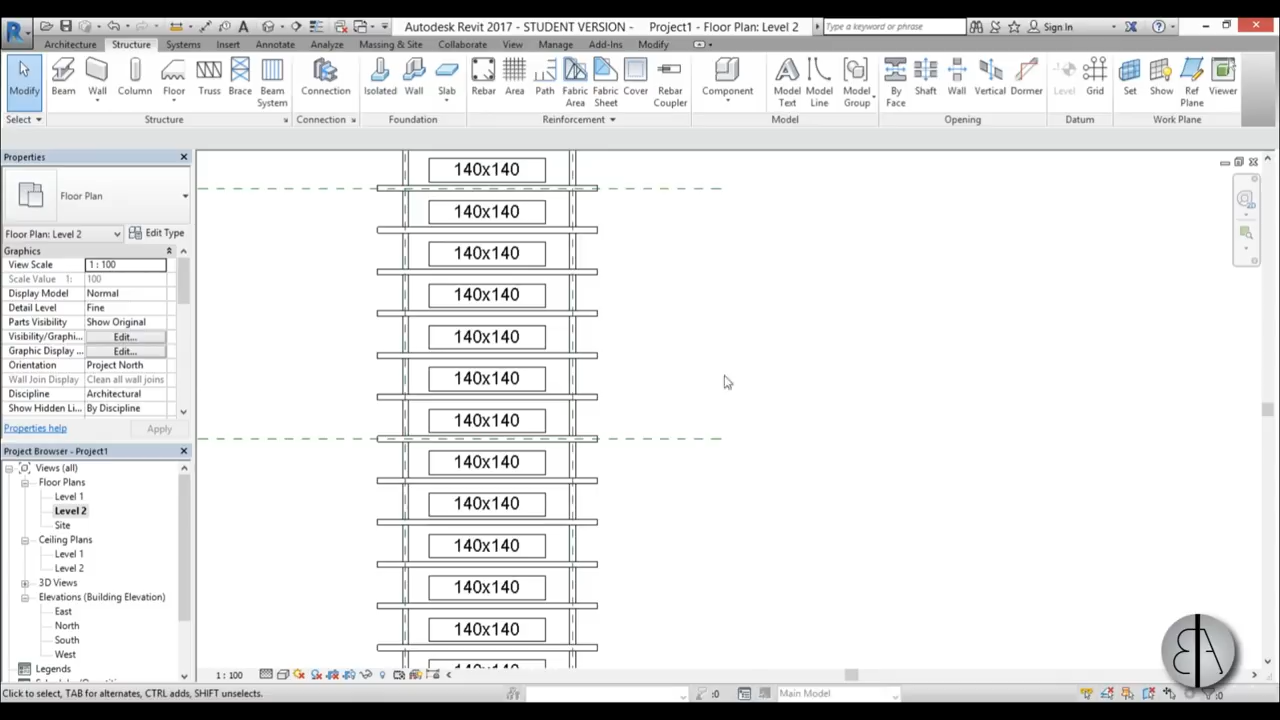 Autodesk Revit 2017 - STUDENT VERSION - Project1 - Floor Plan: Level 2
Type a keyword or phrase
Sign In
Architecture Structure Systems Insert Annotate Analyze Massing & Site Collaborate View Manage Add-Ins Modify
Modify Beam Wall Column Floor Truss Brace Beam System Connection Isolated Wall Slab Rebar Area Path Fabric Area Fabric Sheet Cover Rebar Coupler Component Model Text Model Line Model Group By Face Shaft Wall Vertical Dormer Level Grid Set Show Ref Plane Viewer
Select Structure Connection Foundation Reinforcement Model Opening Datum Work Plane
Properties
Floor Plan
Floor Plan: Level 2 Edit Type
Graphics
View Scale 1 : 100
Scale Value 1: 100
Display Model Normal
Detail Level Fine
Parts Visibility Show Original
Visibility/Graphi... Edit...
Graphic Display ... Edit...
Orientation Project North
Wall Join Display Clean all wall joins
Discipline Architectural
Show Hidden Li... By Discipline
Properties help Apply
Project Browser - Project1
Views (all)
Floor Plans
Level 1
Level 2
Site
Ceiling Plans
Level 1
Level 2
3D Views
Elevations (Building Elevation)
East
North
South
West
Legends
140x140
140x140
140x140
140x140
140x140
140x140
140x140
140x140
140x140
140x140
140x140
140x140
1 : 100
Click to select, TAB for alternates, CTRL adds, SHIFT unselects.
:0
Main Model
:0